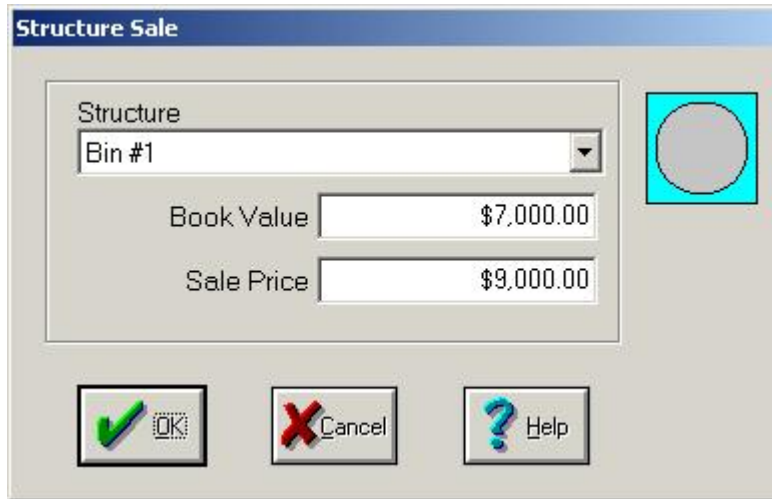 Structure Sale
Structure
Bin #1
Book Value $7,000.00
Sale Price $9,000.00
OK Cancel Help